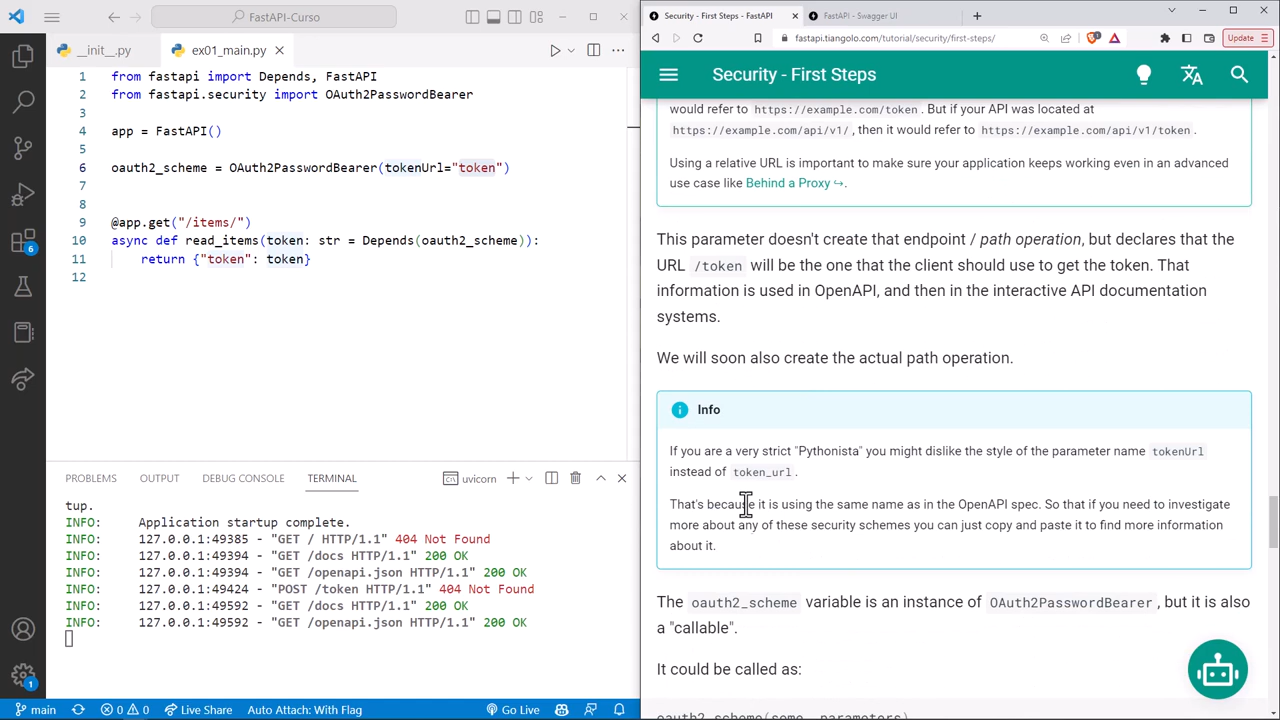 FastAPI-Curso
__init__.py
ex01_main.py
1 from fastapi import Depends, FastAPI
2 from fastapi.security import OAuth2PasswordBearer
3
4 app = FastAPI()
5
6 oauth2_scheme = OAuth2PasswordBearer(tokenUrl="token")
7
8
9 @app.get("/items/")
10 async def read_items(token: str = Depends(oauth2_scheme)):
11 return {"token": token}
12
6
PROBLEMS OUTPUT DEBUG CONSOLE TERMINAL uvicorn
tup.
INFO: Application startup complete.
INFO: 127.0.0.1:49385 - "GET / HTTP/1.1" 404 Not Found
INFO: 127.0.0.1:49394 - "GET /docs HTTP/1.1" 200 OK
INFO: 127.0.0.1:49394 - "GET /openapi.json HTTP/1.1" 200 OK
INFO: 127.0.0.1:49424 - "POST /token HTTP/1.1" 404 Not Found
INFO: 127.0.0.1:49592 - "GET /docs HTTP/1.1" 200 OK
INFO: 127.0.0.1:49592 - "GET /openapi.json HTTP/1.1" 200 OK
1
main 0 0 Live Share Auto Attach: With Flag Go Live
Security - First Steps - FastAPI
FastAPI - Swagger UI
fastapi.tiangolo.com/tutorial/security/first-steps/
Update
Security - First Steps
would refer to https://example.com/token. But if your API was located at
https://example.com/api/v1/, then it would refer to https://example.com/api/v1/token.
Using a relative URL is important to make sure your application keeps working even in an advanced
use case like Behind a Proxy.
This parameter doesn't create that endpoint / path operation, but declares that the
URL /token will be the one that the client should use to get the token. That
information is used in OpenAPI, and then in the interactive API documentation
systems.
We will soon also create the actual path operation.
Info
If you are a very strict "Pythonista" you might dislike the style of the parameter name tokenUrl
instead of token_url.
That's because it is using the same name as in the OpenAPI spec. So that if you need to investigate
more about any of these security schemes you can just copy and paste it to find more information
about it.
The oauth2_scheme variable is an instance of OAuth2PasswordBearer, but it is also
a "callable".
It could be called as:
oauth2_scheme(some, parameters)